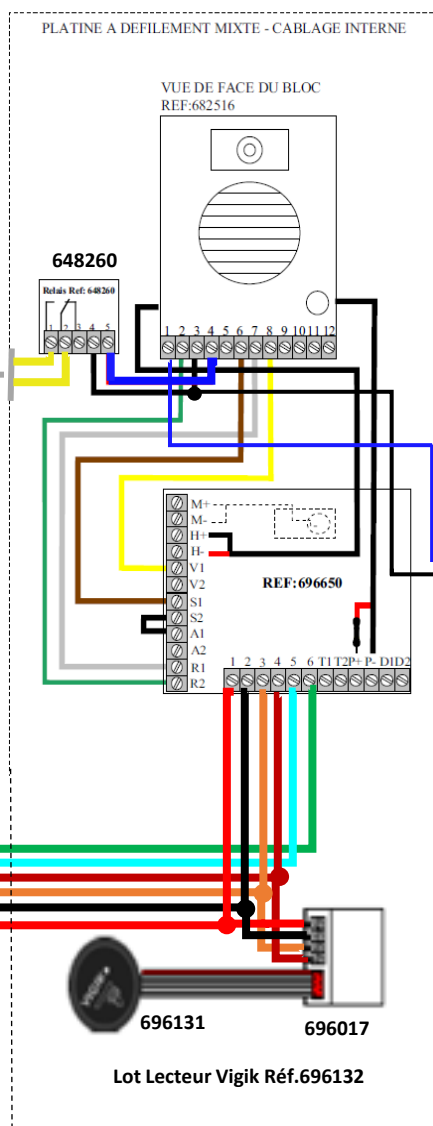 PLATINE A DEFILEMENT MIXTE - CABLAGE INTERNE
VUE DE FACE DU BLOC
REF:682516
648260
Relais Ref: 648260
1 2 3 4 5
1 2 3 4 5 6 7 8 9 10 11 12
M+
M-
H+
H-
V1
V2
S1
S2
A1
A2
R1
R2
REF:696650
1 2 3 4 5 6 T1 T2 P+ P- D1 D2
VIGIK
696131
696017
Lot Lecteur Vigik Réf.696132